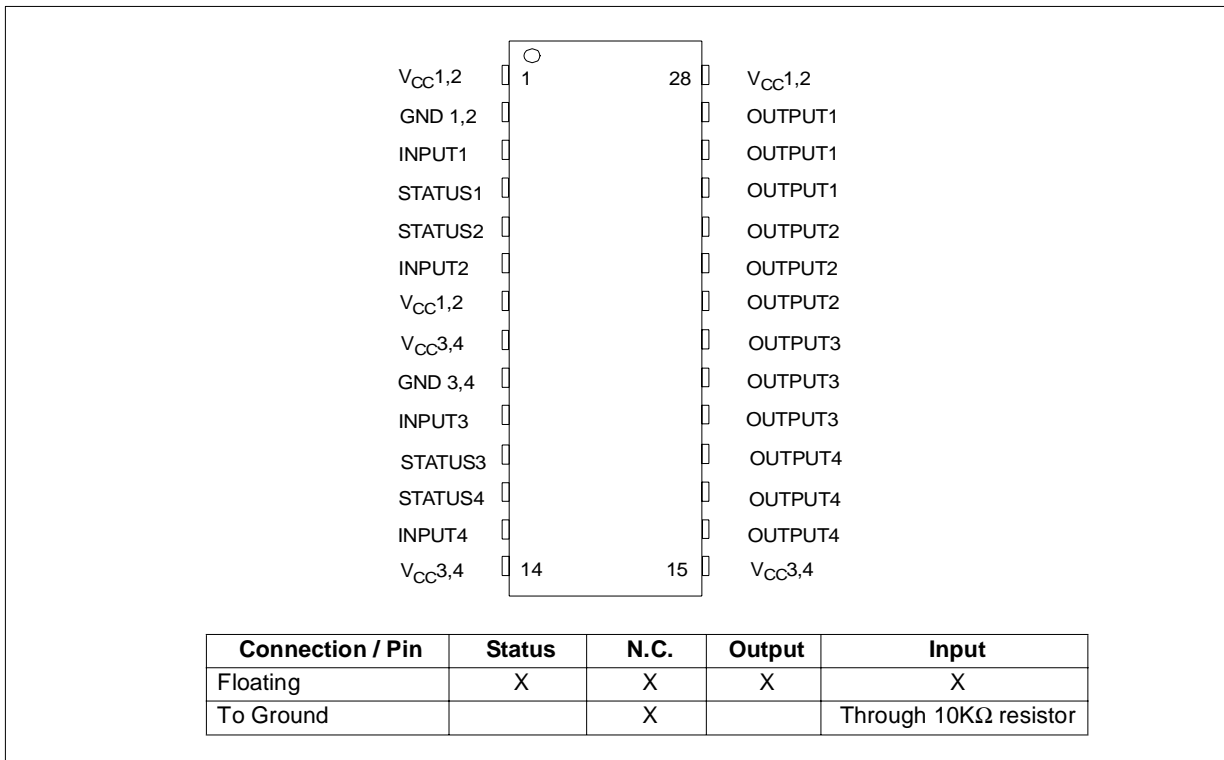 VCC1,2 1 28 VCC1,2
GND 1,2 OUTPUT1
INPUT1 OUTPUT1
STATUS1 OUTPUT1
STATUS2 OUTPUT2
INPUT2 OUTPUT2
VCC1,2 OUTPUT2
VCC3,4 OUTPUT3
GND 3,4 OUTPUT3
INPUT3 OUTPUT3
STATUS3 OUTPUT4
STATUS4 OUTPUT4
INPUT4 OUTPUT4
VCC3,4 14 15 VCC3,4
Connection / Pin Status N.C. Output Input
Floating X X X X
To Ground X Through 10KΩ resistor